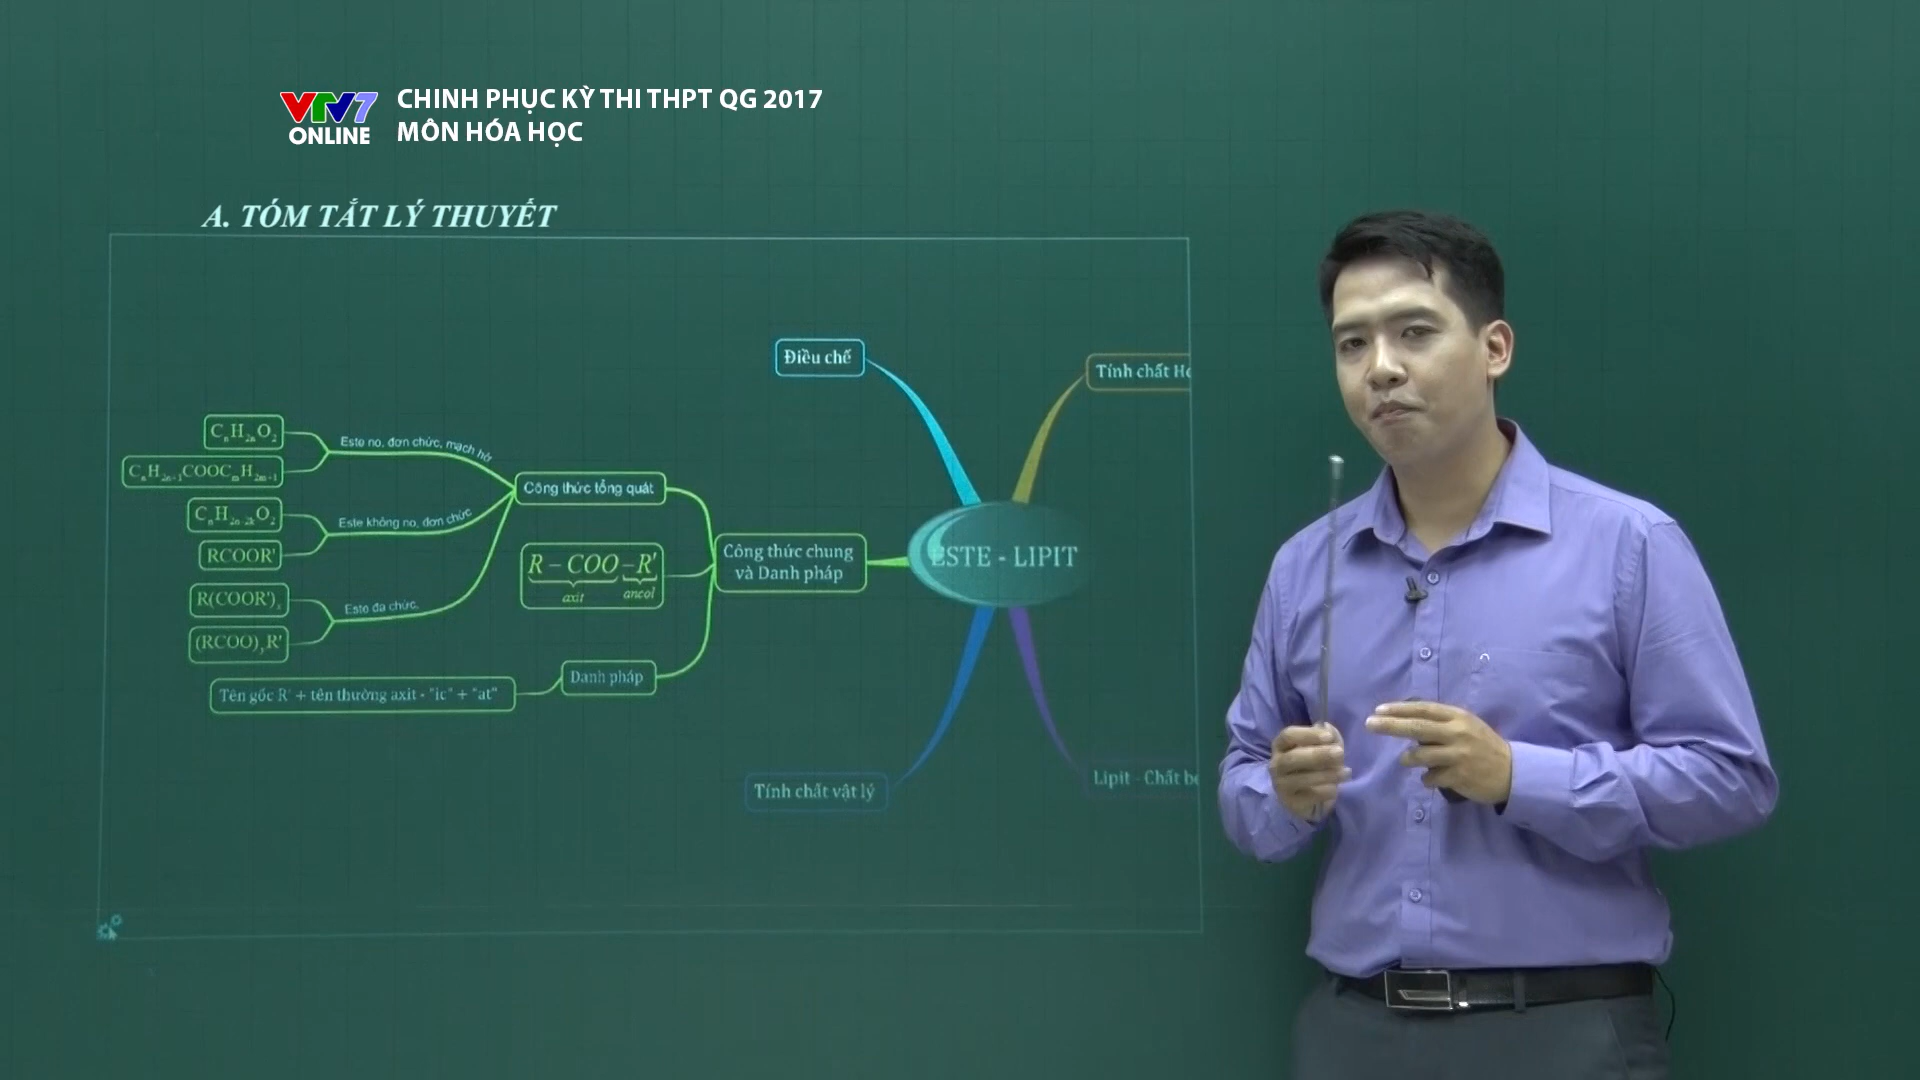 VTV7
ONLINE
CHINH PHỤC KỲ THI THPT QG 2017
MÔN HÓA HỌC
A. TÓM TẮT LÝ THUYẾT
Điều chế
Tính chất
CₙH₂ₙO₂
CₙH₂ₙ₊₁COOCₘH₂ₘ₊₁
Este no, đơn chức, mạch hở
Công thức tổng quát
CₙH₂ₙ₋₂ₖO₂
RCOOR'
Este không no, đơn chức
R - COO - R'
axit ancol
Công thức chung
và Danh pháp
ESTE - LIPIT
R(COOR')ₓ
(RCOO)ₓR'
Este đa chức
Danh pháp
Tên gốc R' + tên thường axit - "ic" + "at"
Tính chất vật lý
Lipit - Chất